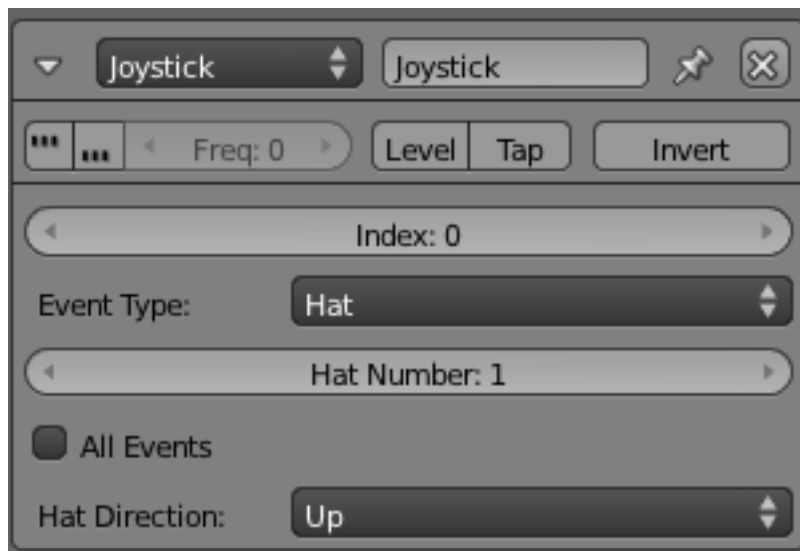 Joystick Joystick
Freq: 0 Level Tap Invert
Index: 0
Event Type: Hat
Hat Number: 1
All Events
Hat Direction: Up